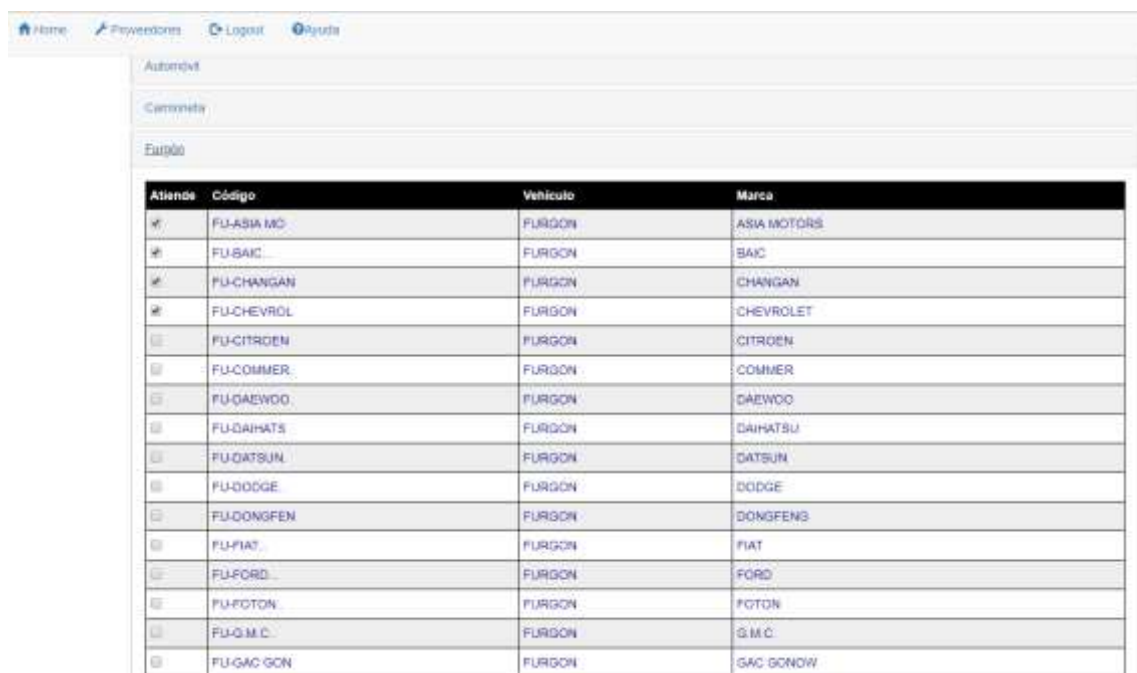 Home Proveedores Logout Ayuda
Automóvil
Camioneta
Furgón
Atiende Código Vehículo Marca
FU-ASIA MO FURGON ASIA MOTORS
FU-BAIC... FURGON BAIC
FU-CHANGAN FURGON CHANGAN
FU-CHEVROL FURGON CHEVROLET
FU-CITROEN FURGON CITROEN
FU-COMMER. FURGON COMMER
FU-DAEWOO. FURGON DAEWOO
FU-DAIHATS FURGON DAIHATSU
FU-DATSUN. FURGON DATSUN
FU-DODGE.. FURGON DODGE
FU-DONGFEN FURGON DONGFENG
FU-FIAT... FURGON FIAT
FU-FORD... FURGON FORD
FU-FOTON.. FURGON FOTON
FU-G.M.C.. FURGON G.M.C.
FU-GAC GON FURGON GAC GONOW